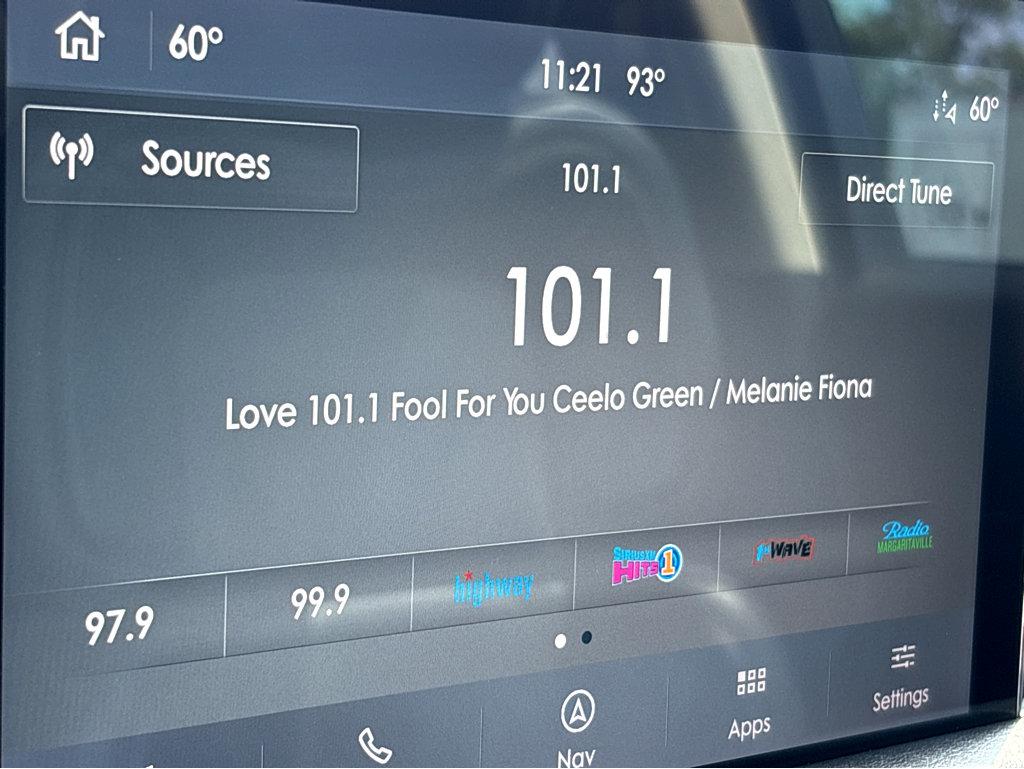 60°
11:21 93°
60°
Sources
101.1
Direct Tune
101.1
Love 101.1 Fool For You Ceelo Green / Melanie Fiona
97.9
99.9
highway
SIRIUSXM
HITS 1
1st WAVE
Radio
MARGARITAVILLE
Nav
Apps
Settings